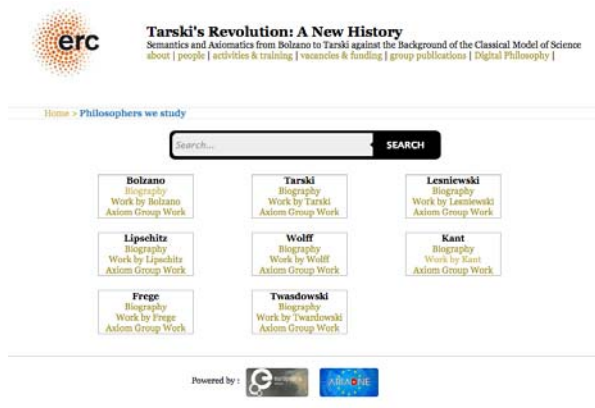 erc
Tarski's Revolution: A New History
Semantics and Axiomatics from Bolzano to Tarski against the Background of the Classical Model of Science
about | people | activities & training | vacancies & funding | group publications | Digital Philosophy |
Home > Philosophers we study
Search... SEARCH
Bolzano
Biography
Work by Bolzano
Axiom Group Work
Tarski
Biography
Work by Tarski
Axiom Group Work
Lesniewski
Biography
Work by Lesniewski
Axiom Group Work
Lipschitz
Biography
Work by Lipschitz
Axiom Group Work
Wolff
Biography
Work by Wolff
Axiom Group Work
Kant
Biography
Work by Kant
Axiom Group Work
Frege
Biography
Work by Frege
Axiom Group Work
Twasdowski
Biography
Work by Twardowski
Axiom Group Work
Powered by :
ARIADNE